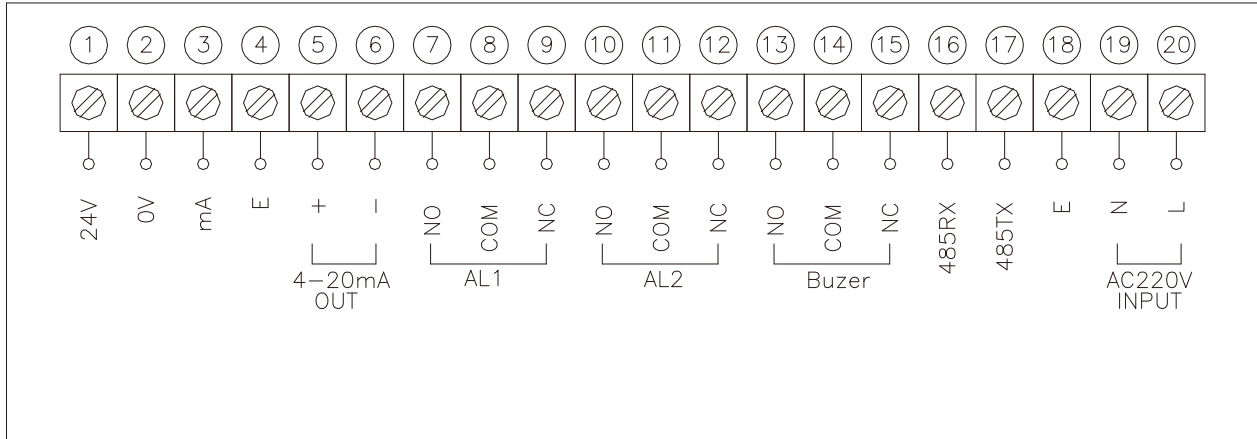 1 2 3 4 5 6 7 8 9 10 11 12 13 14 15 16 17 18 19 20
24V 0V mA E + - NO COM NC NO COM NC NO COM NC 485RX 485TX E N L
4-20mA OUT
AL1
AL2
Buzer
AC220V INPUT